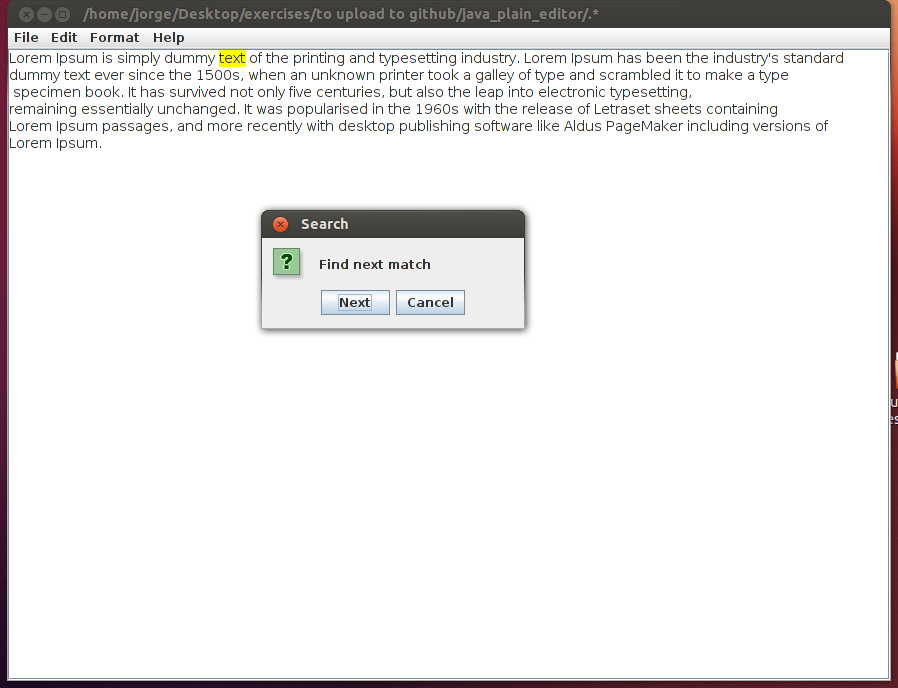 /home/jorge/Desktop/exercises/to upload to github/java_plain_editor/.*
File Edit Format Help
Lorem Ipsum is simply dummy text of the printing and typesetting industry. Lorem Ipsum has been the industry's standard
dummy text ever since the 1500s, when an unknown printer took a galley of type and scrambled it to make a type
specimen book. It has survived not only five centuries, but also the leap into electronic typesetting,
remaining essentially unchanged. It was popularised in the 1960s with the release of Letraset sheets containing
Lorem Ipsum passages, and more recently with desktop publishing software like Aldus PageMaker including versions of
Lorem Ipsum.
Search
?
Find next match
Next Cancel